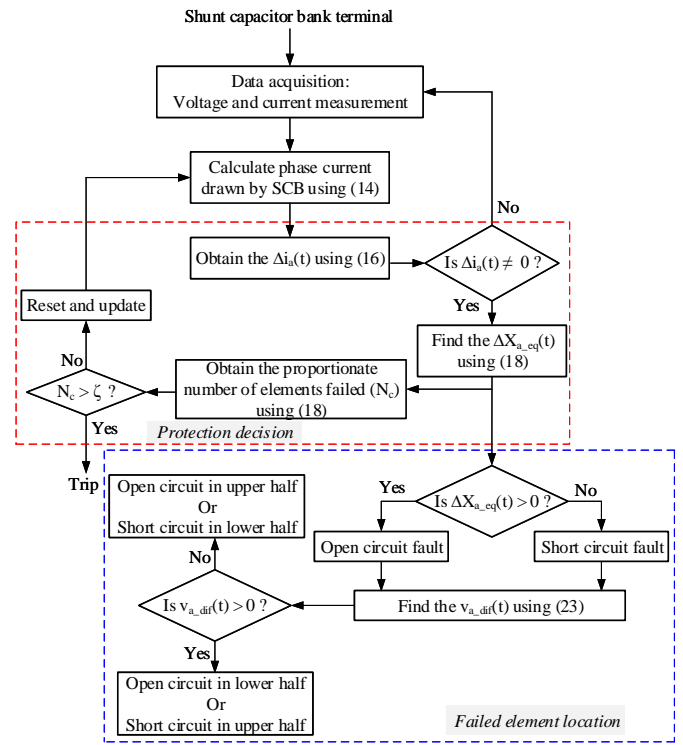 Shunt capacitor bank terminal
Data acquisition:
Voltage and current measurement
Calculate phase current
drawn by SCB using (14)
No
Obtain the Δiₐ(t) using (16)
Is Δiₐ(t) ≠ 0 ?
Yes
Reset and update
Find the ΔXₐ_eq(t)
using (18)
No
Obtain the proportionate
number of elements failed (N_c)
using (18)
N_c > ζ ?
Yes
Protection decision
Trip
Is ΔXₐ_eq(t) > 0 ?
Yes
No
Open circuit in upper half
Or
Short circuit in lower half
Open circuit fault
Short circuit fault
No
Is vₐ_dif(t) > 0 ?
Find the vₐ_dif(t) using (23)
Yes
Open circuit in lower half
Or
Short circuit in upper half
Failed element location